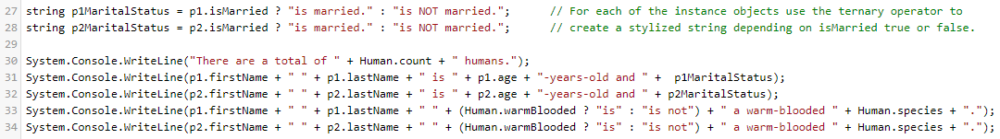 27 string p1MaritalStatus = p1.isMarried ? "is married." : "is NOT married."; // For each of the instance objects use the ternary operator to
28 string p2MaritalStatus = p2.isMarried ? "is married." : "is NOT married."; // create a stylized string depending on isMarried true or false.
29
30 System.Console.WriteLine("There are a total of " + Human.count + " humans.");
31 System.Console.WriteLine(p1.firstName + " " + p1.lastName + " is " + p1.age + "-years-old and " +  p1MaritalStatus);
32 System.Console.WriteLine(p2.firstName + " " + p2.lastName + " is " + p2.age + "-years-old and " + p2MaritalStatus);
33 System.Console.WriteLine(p1.firstName + " " + p1.lastName + " " + (Human.warmBlooded ? "is" : "is not") + " a warm-blooded " + Human.species + ".");
34 System.Console.WriteLine(p2.firstName + " " + p2.lastName + " " + (Human.warmBlooded ? "is" : "is not") + " a warm-blooded " + Human.species + ".");